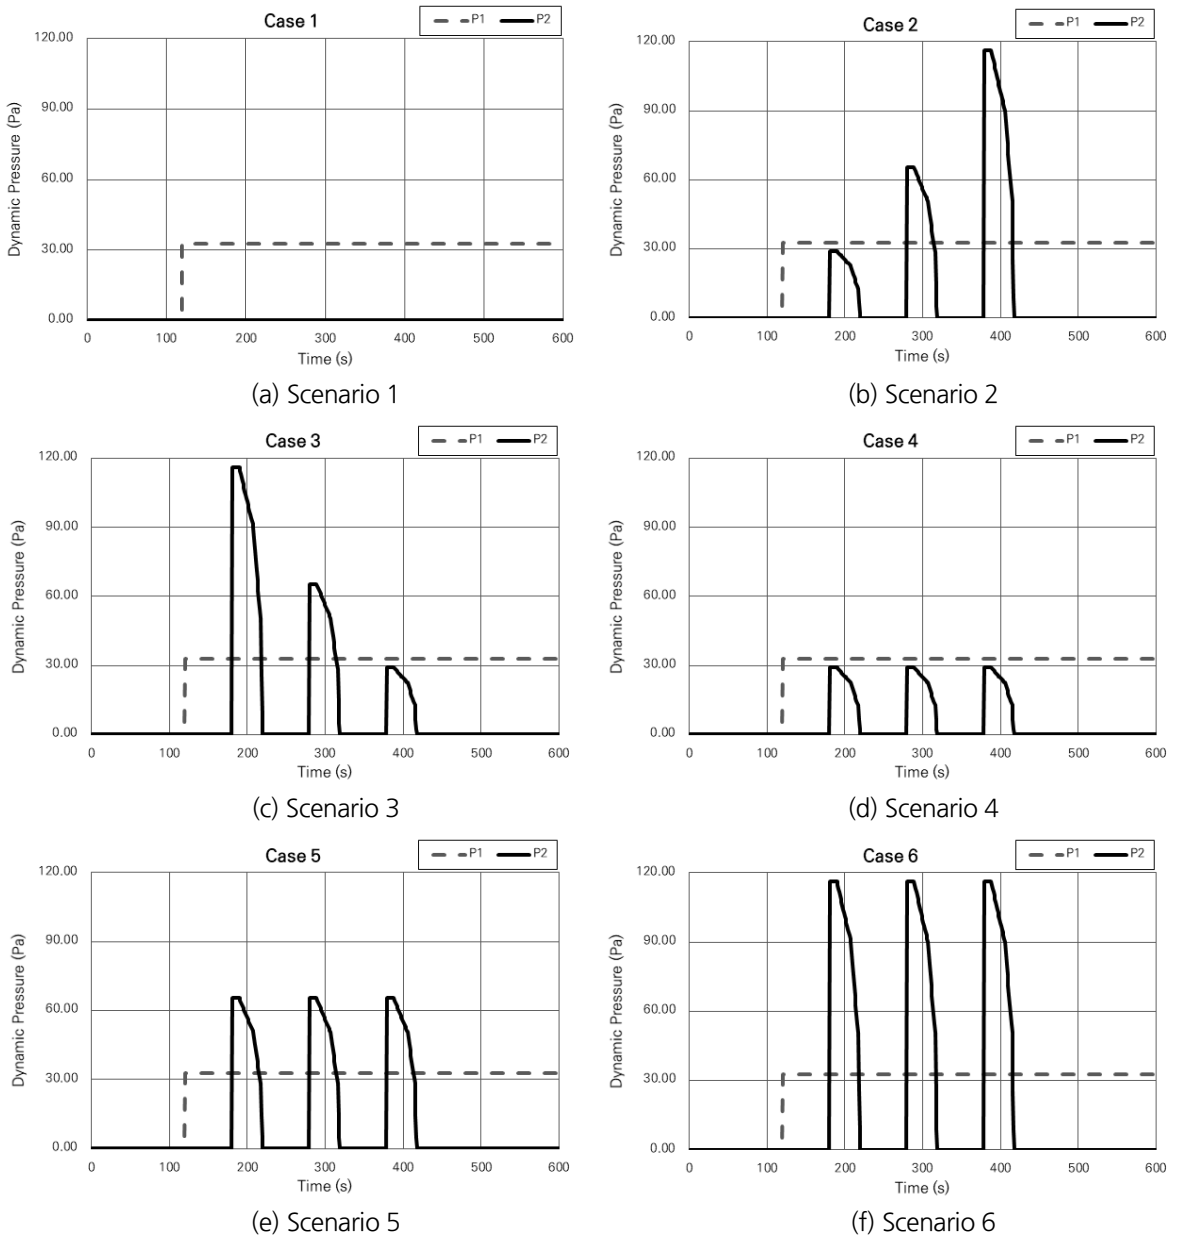 Case 1
P1 P2
120.00
90.00
60.00
30.00
0.00
Dynamic Pressure (Pa)
0 100 200 300 400 500 600
Time (s)
(a) Scenario 1
Case 2
P1 P2
120.00
90.00
60.00
30.00
0.00
Dynamic Pressure (Pa)
0 100 200 300 400 500 600
Time (s)
(b) Scenario 2
Case 3
P1 P2
120.00
90.00
60.00
30.00
0.00
Dynamic Pressure (Pa)
0 100 200 300 400 500 600
Time (s)
(c) Scenario 3
Case 4
P1 P2
120.00
90.00
60.00
30.00
0.00
Dynamic Pressure (Pa)
0 100 200 300 400 500 600
Time (s)
(d) Scenario 4
Case 5
P1 P2
120.00
90.00
60.00
30.00
0.00
Dynamic Pressure (Pa)
0 100 200 300 400 500 600
Time (s)
(e) Scenario 5
Case 6
P1 P2
120.00
90.00
60.00
30.00
0.00
Dynamic Pressure (Pa)
0 100 200 300 400 500 600
Time (s)
(f) Scenario 6